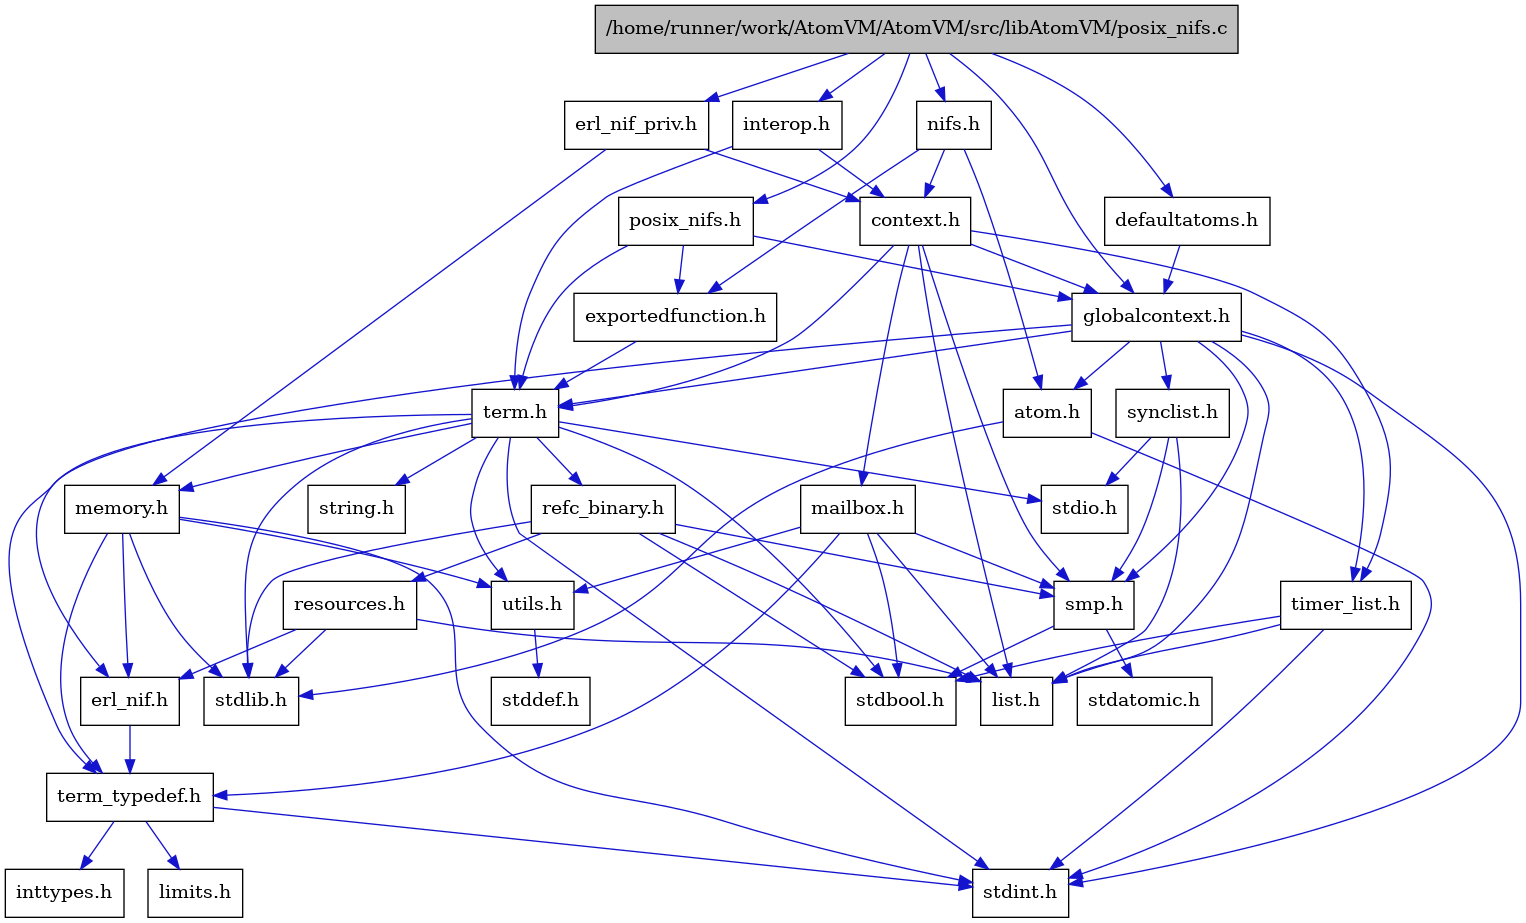 /home/runner/work/AtomVM/AtomVM/src/libAtomVM/posix_nifs.c
erl_nif_priv.h
interop.h
nifs.h
posix_nifs.h
context.h
defaultatoms.h
exportedfunction.h
globalcontext.h
term.h
atom.h
synclist.h
memory.h
string.h
refc_binary.h
mailbox.h
stdio.h
resources.h
utils.h
smp.h
timer_list.h
erl_nif.h
stdlib.h
stddef.h
stdbool.h
list.h
stdatomic.h
term_typedef.h
inttypes.h
limits.h
stdint.h